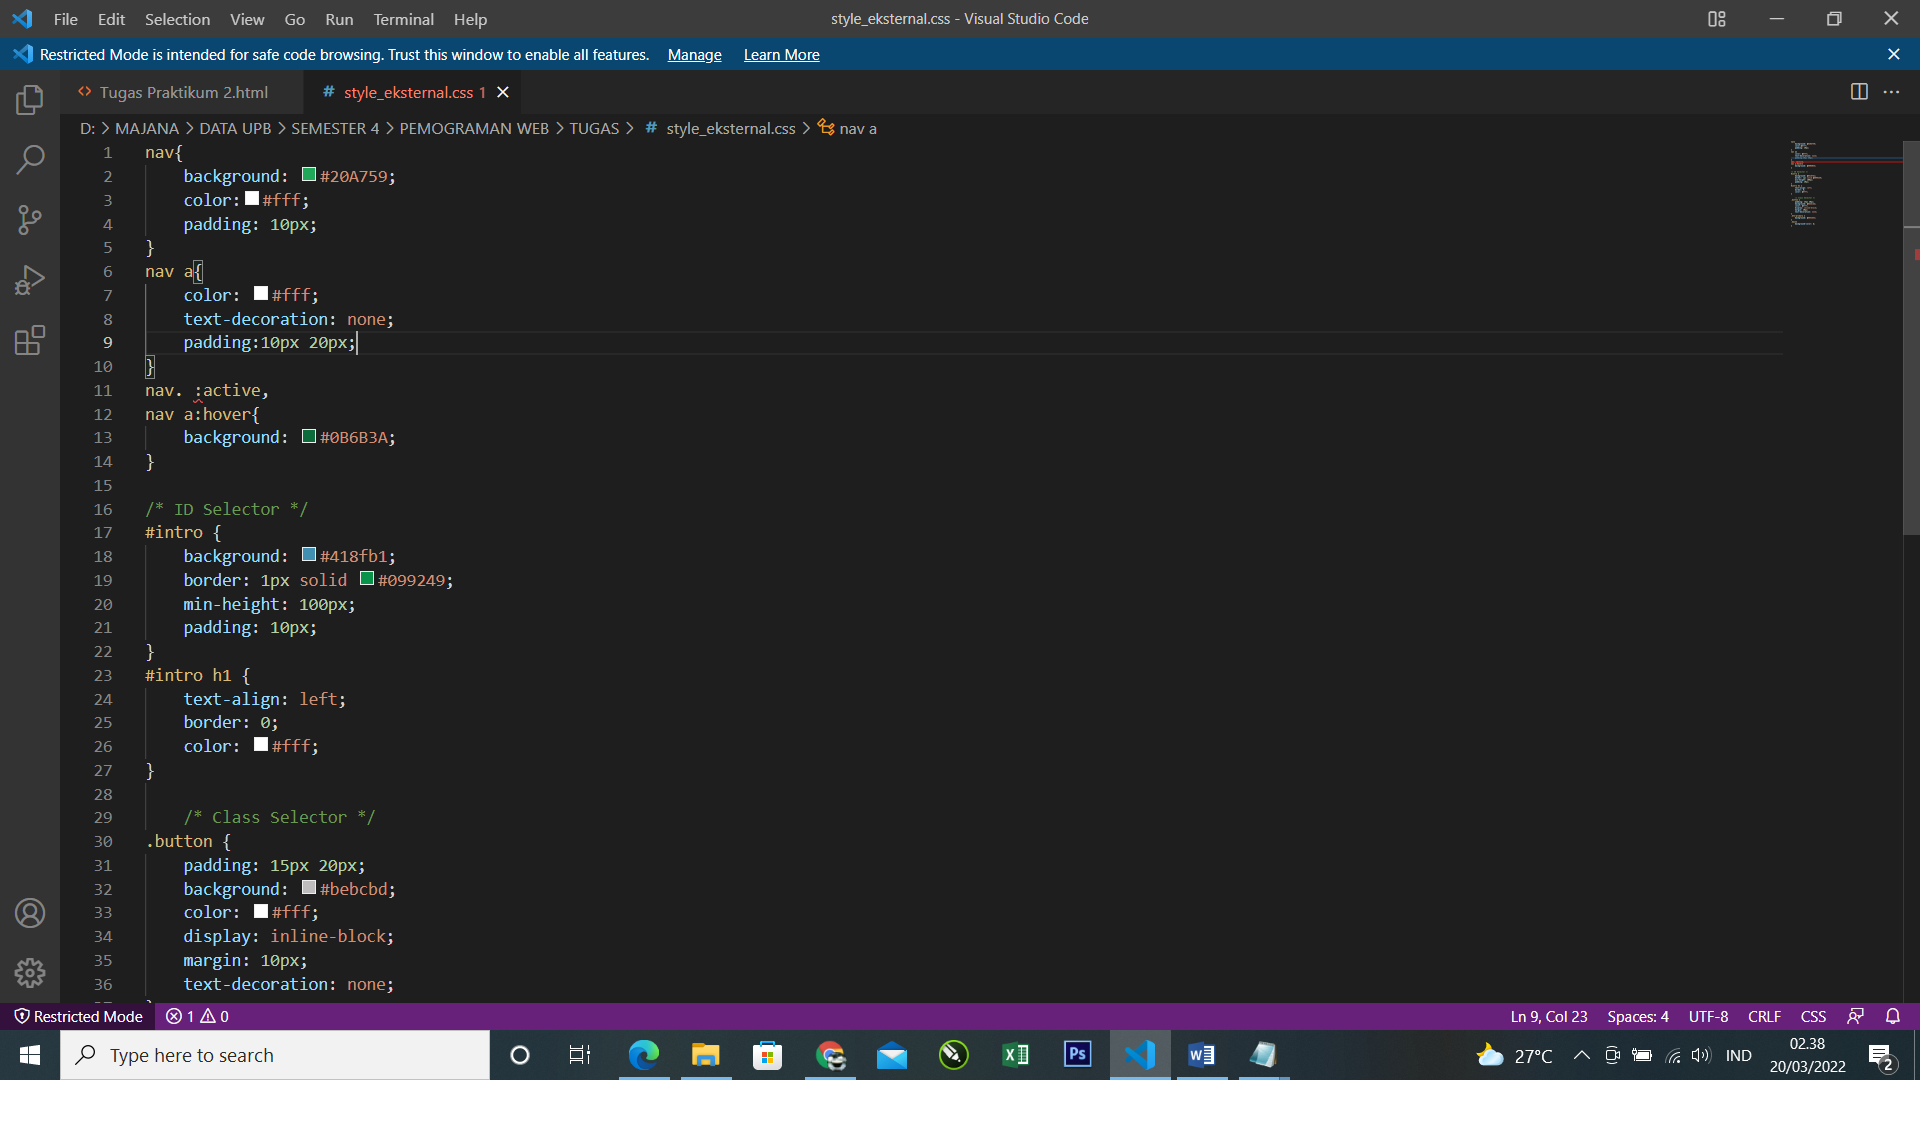 File Edit Selection View Go Run Terminal Help style_eksternal.css - Visual Studio Code
Restricted Mode is intended for safe code browsing. Trust this window to enable all features. Manage Learn More
Tugas Praktikum 2.html # style_eksternal.css 1
D: > MAJANA > DATA UPB > SEMESTER 4 > PEMOGRAMAN WEB > TUGAS > # style_eksternal.css > nav a
1 nav{
2 background: #20A759;
3 color: #fff;
4 padding: 10px;
5 }
6 nav a{
7 color: #fff;
8 text-decoration: none;
9 padding:10px 20px;
10 }
11 nav. :active,
12 nav a:hover{
13 background: #0B6B3A;
14 }
15
16 /* ID Selector */
17 #intro {
18 background: #418fb1;
19 border: 1px solid #099249;
20 min-height: 100px;
21 padding: 10px;
22 }
23 #intro h1 {
24 text-align: left;
25 border: 0;
26 color: #fff;
27 }
28
29 /* Class Selector */
30 .button {
31 padding: 15px 20px;
32 background: #bebcbd;
33 color: #fff;
34 display: inline-block;
35 margin: 10px;
36 text-decoration: none;
Restricted Mode 1 0 Ln 9, Col 23 Spaces: 4 UTF-8 CRLF CSS
Type here to search Ps 27°C IND 02.38
20/03/2022 2